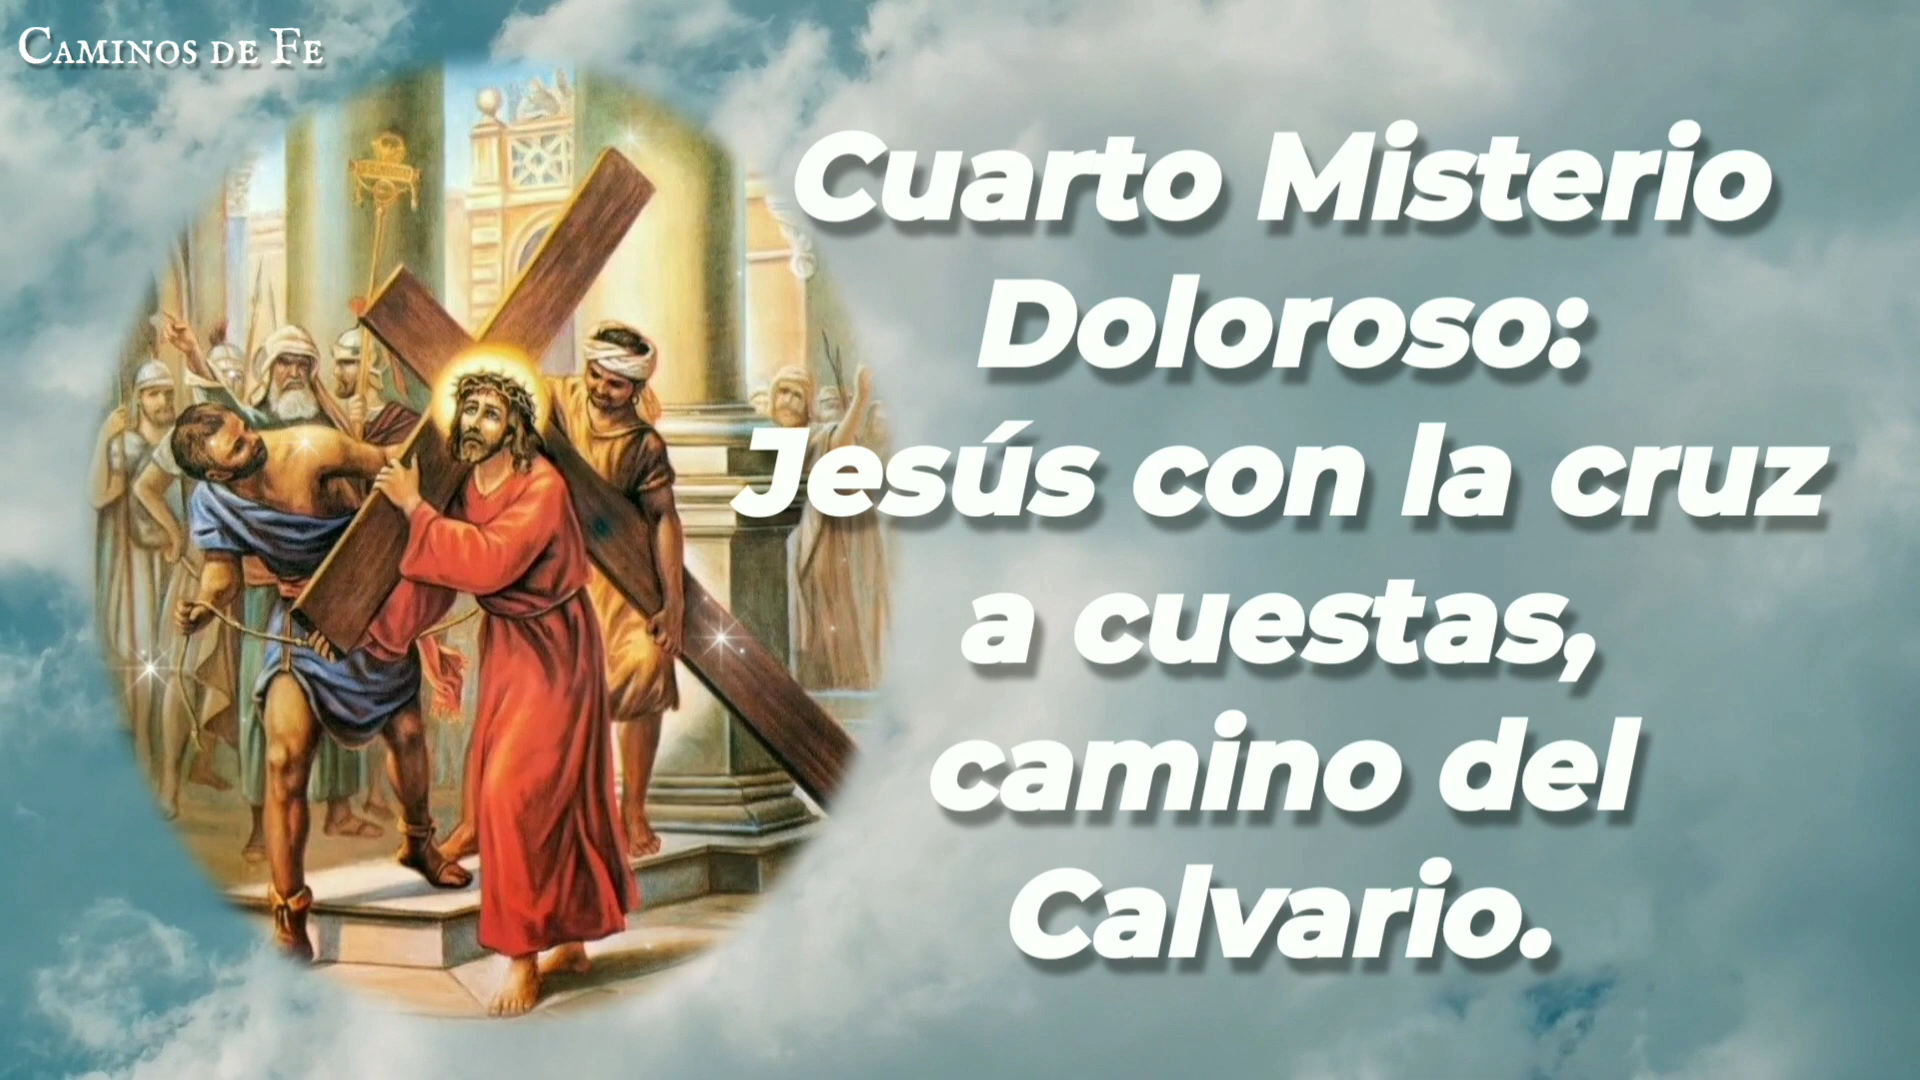 Caminos de Fe
Cuarto Misterio
Doloroso:
Jesús con la cruz
a cuestas,
camino del
Calvario.